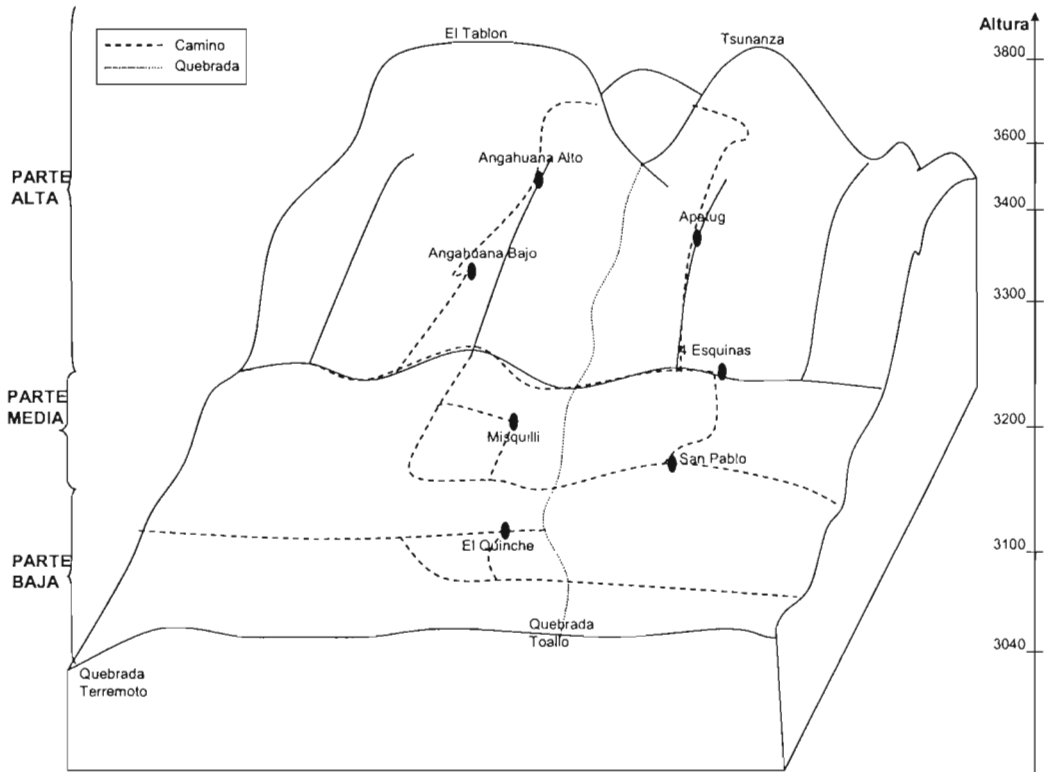 Camino
Quebrada
El Tablon
Tsunanza
Altura
3800
3600
3400
3300
3200
3100
3040
PARTE
ALTA
PARTE
MEDIA
PARTE
BAJA
Angahuana Alto
Apatug
Angahuana Bajo
4 Esquinas
Misquilli
San Pablo
El Quinche
Quebrada
Toallo
Quebrada
Terremoto